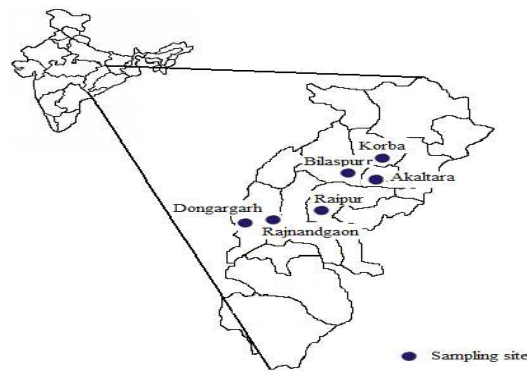 Korba
Bilaspurr
Akaltara
Raipur
Dongargarh
Rajnandgaon
Sampling site